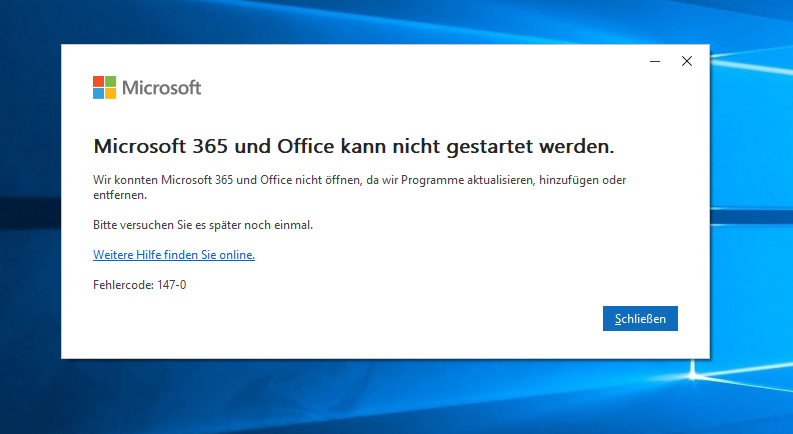 Microsoft
Microsoft 365 und Office kann nicht gestartet werden.
Wir konnten Microsoft 365 und Office nicht öffnen, da wir Programme aktualisieren, hinzufügen oder
entfernen.
Bitte versuchen Sie es später noch einmal.
Weitere Hilfe finden Sie online.
Fehlercode: 147-0
Schließen